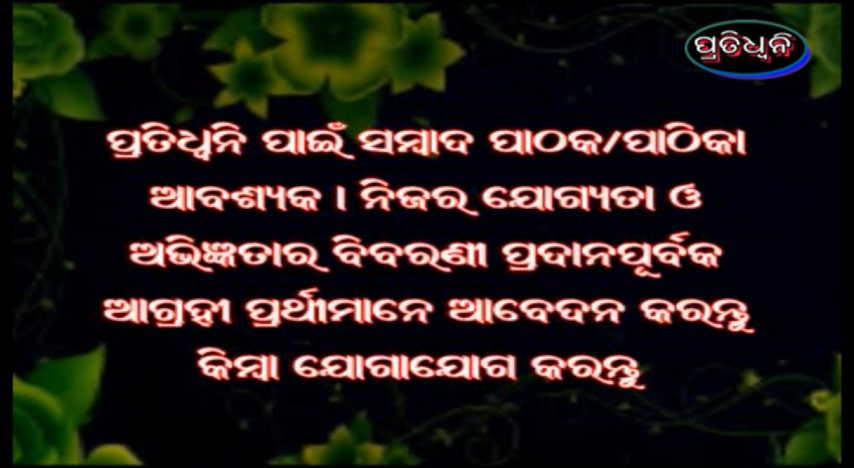 ପ୍ରତିଧ୍ୱନି
ପ୍ରତିଧ୍ୱନି ପାଇଁ ସମ୍ବାଦ ପାଠକ/ପାଠିକା
ଆବଶ୍ୟକ । ନିଜର ଯୋଗ୍ୟତା ଓ
ଅଭିଜ୍ଞତାର ବିବରଣୀ ପ୍ରଦାନପୂର୍ବକ
ଆଗ୍ରହୀ ପ୍ରର୍ଥୀମାନେ ଆବେଦନ କରନ୍ତୁ
କିମ୍ବା ଯୋଗାଯୋଗ କରନ୍ତୁ